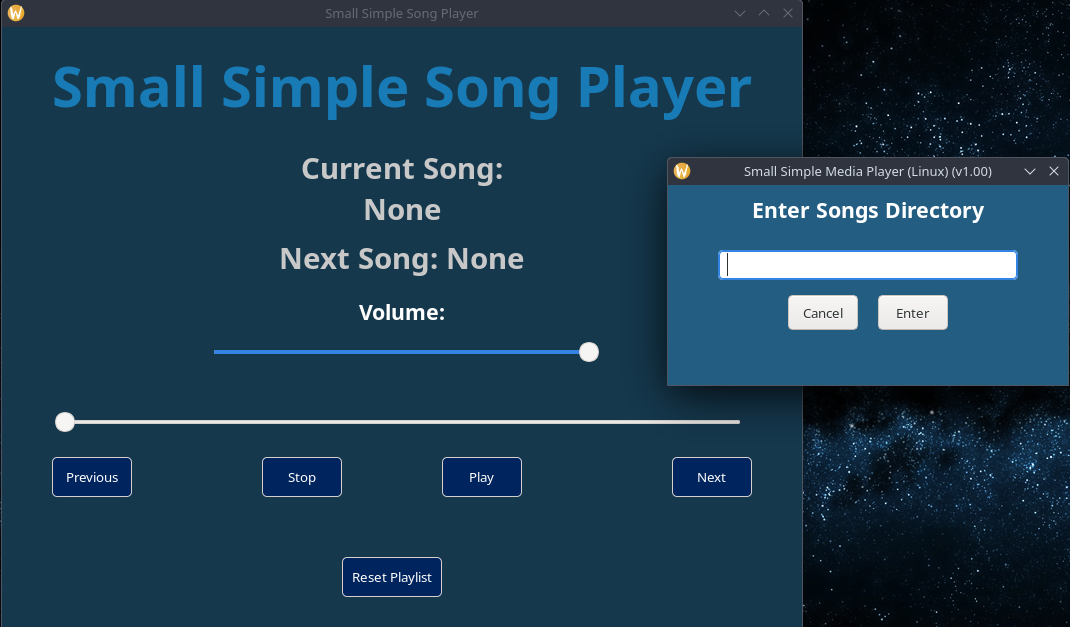 Small Simple Song Player
Small Simple Song Player
Current Song:
None
Next Song: None
Volume:
Previous
Stop
Play
Next
Reset Playlist
Small Simple Media Player (Linux) (v1.00)
Enter Songs Directory
Cancel
Enter